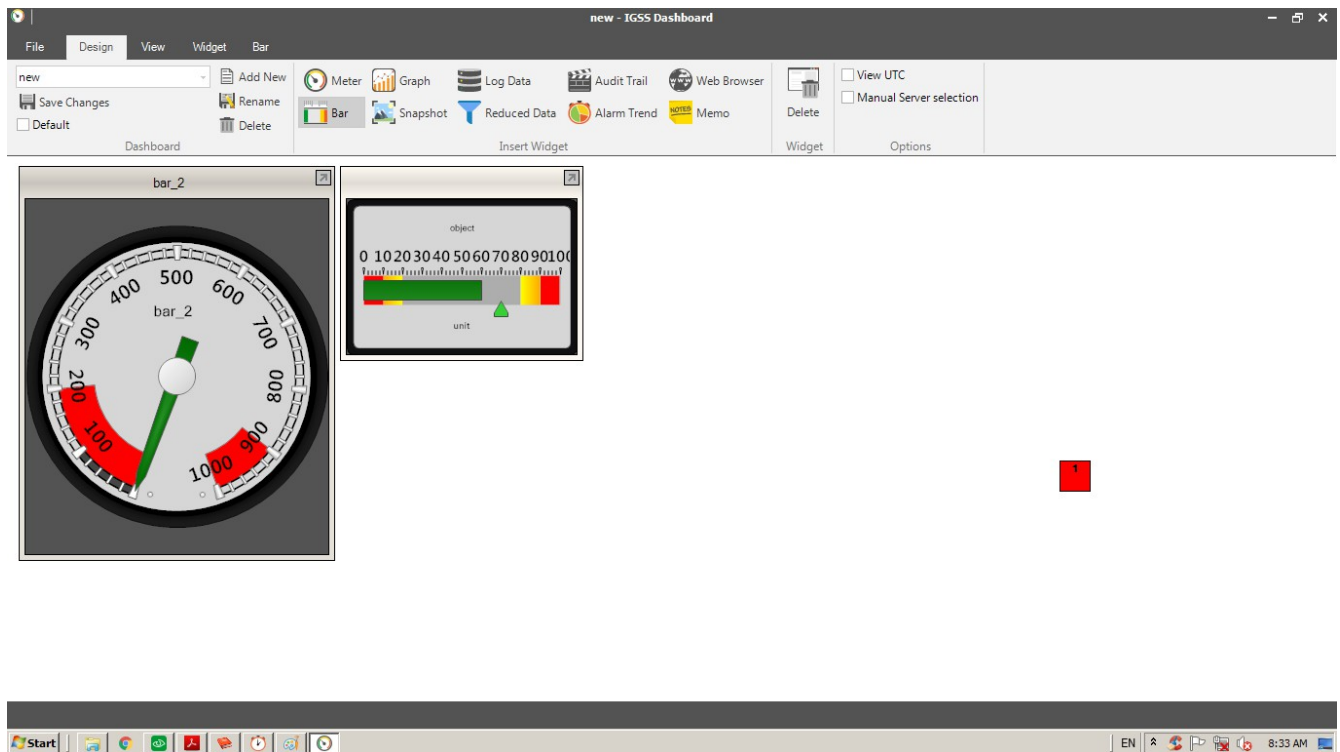 new - IGSS Dashboard
File Design View Widget Bar
new
Add New
Save Changes
Rename
Default
Delete
Dashboard
Meter Graph Log Data Audit Trail Web Browser
Bar Snapshot Reduced Data Alarm Trend NOTES Memo
Insert Widget
Delete
Widget
View UTC
Manual Server selection
Options
bar_2
500
400 600
bar_2
300 700
200 800
100 900
1000
object
0 10 20 30 40 50 60 70 80 90 100
unit
1
Start
EN 8:33 AM